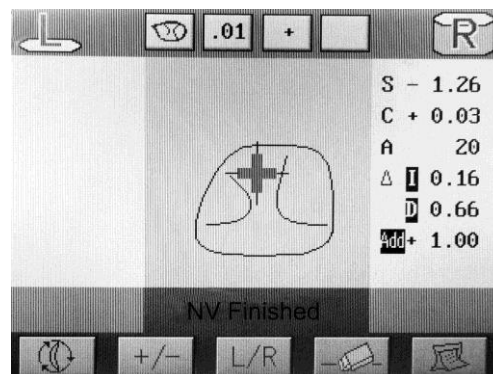 L .01 + R
S - 1.26
C + 0.03
A 20
Δ I 0.16
D 0.66
Add+ 1.00
NV Finished
+/- L/R